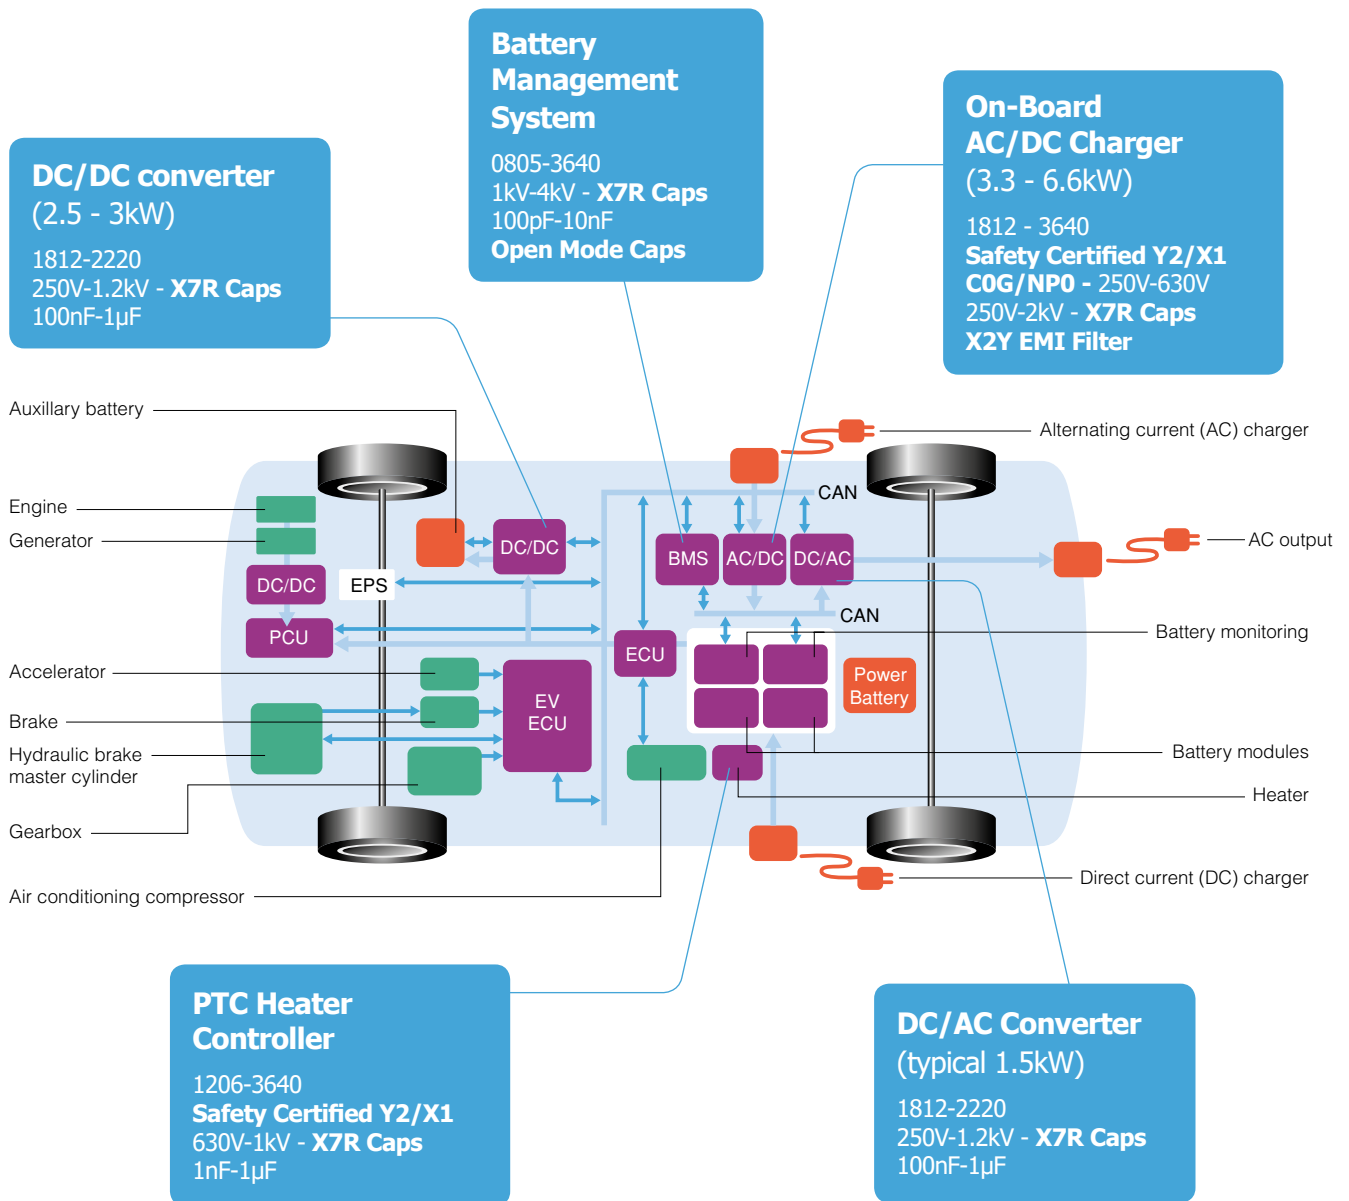 Battery
Management
System
0805-3640
1kV-4kV - X7R Caps
100pF-10nF
Open Mode Caps
On-Board
AC/DC Charger
(3.3 - 6.6kW)
1812 - 3640
Safety Certified Y2/X1
C0G/NP0 - 250V-630V
250V-2kV - X7R Caps
X2Y EMI Filter
DC/DC converter
(2.5 - 3kW)
1812-2220
250V-1.2kV - X7R Caps
100nF-1µF
Auxillary battery
Engine
Generator
Accelerator
Brake
Hydraulic brake
master cylinder
Gearbox
Air conditioning compressor
DC/DC
PCU
EPS
DC/DC
EV
ECU
ECU
CAN
BMS
AC/DC
DC/AC
CAN
Power
Battery
Alternating current (AC) charger
AC output
Battery monitoring
Battery modules
Heater
Direct current (DC) charger
PTC Heater
Controller
1206-3640
Safety Certified Y2/X1
630V-1kV - X7R Caps
1nF-1µF
DC/AC Converter
(typical 1.5kW)
1812-2220
250V-1.2kV - X7R Caps
100nF-1µF